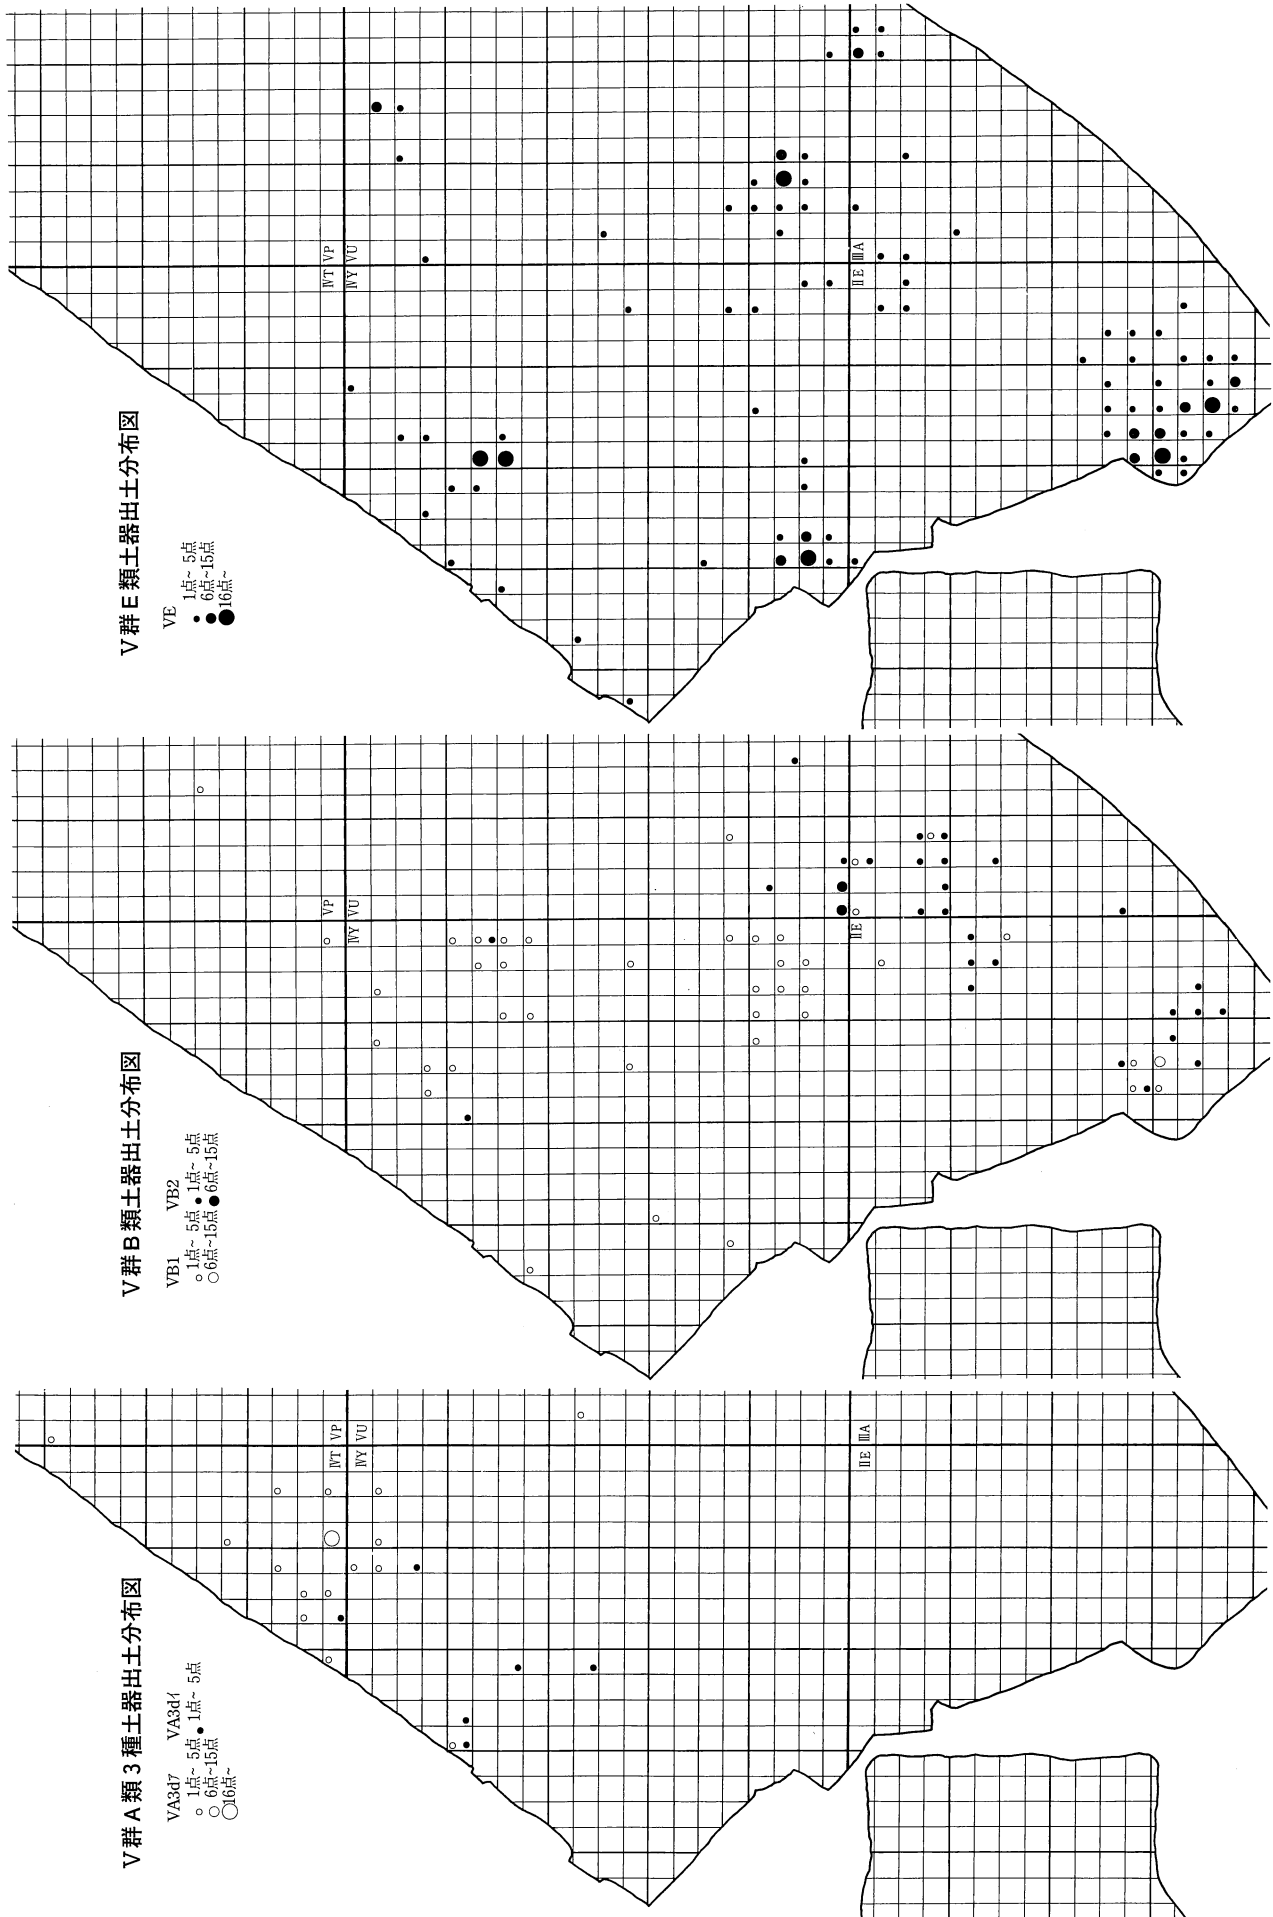 Ⅴ群E類土器出土分布図
VE
1点~ 5点
6点~15点
16点~
ⅣT VP
ⅣY VU
ⅢA
ⅡE
Ⅴ群B類土器出土分布図
VB1 VB2
1点~ 5点 1点~ 5点
6点~15点 6点~15点
VP
ⅣY VU
ⅡE
Ⅴ群A類3種土器出土分布図
VA3dア VA3dイ
1点~ 5点 1点~ 5点
6点~15点
16点~
ⅣT VP
ⅣY VU
ⅡE ⅢA